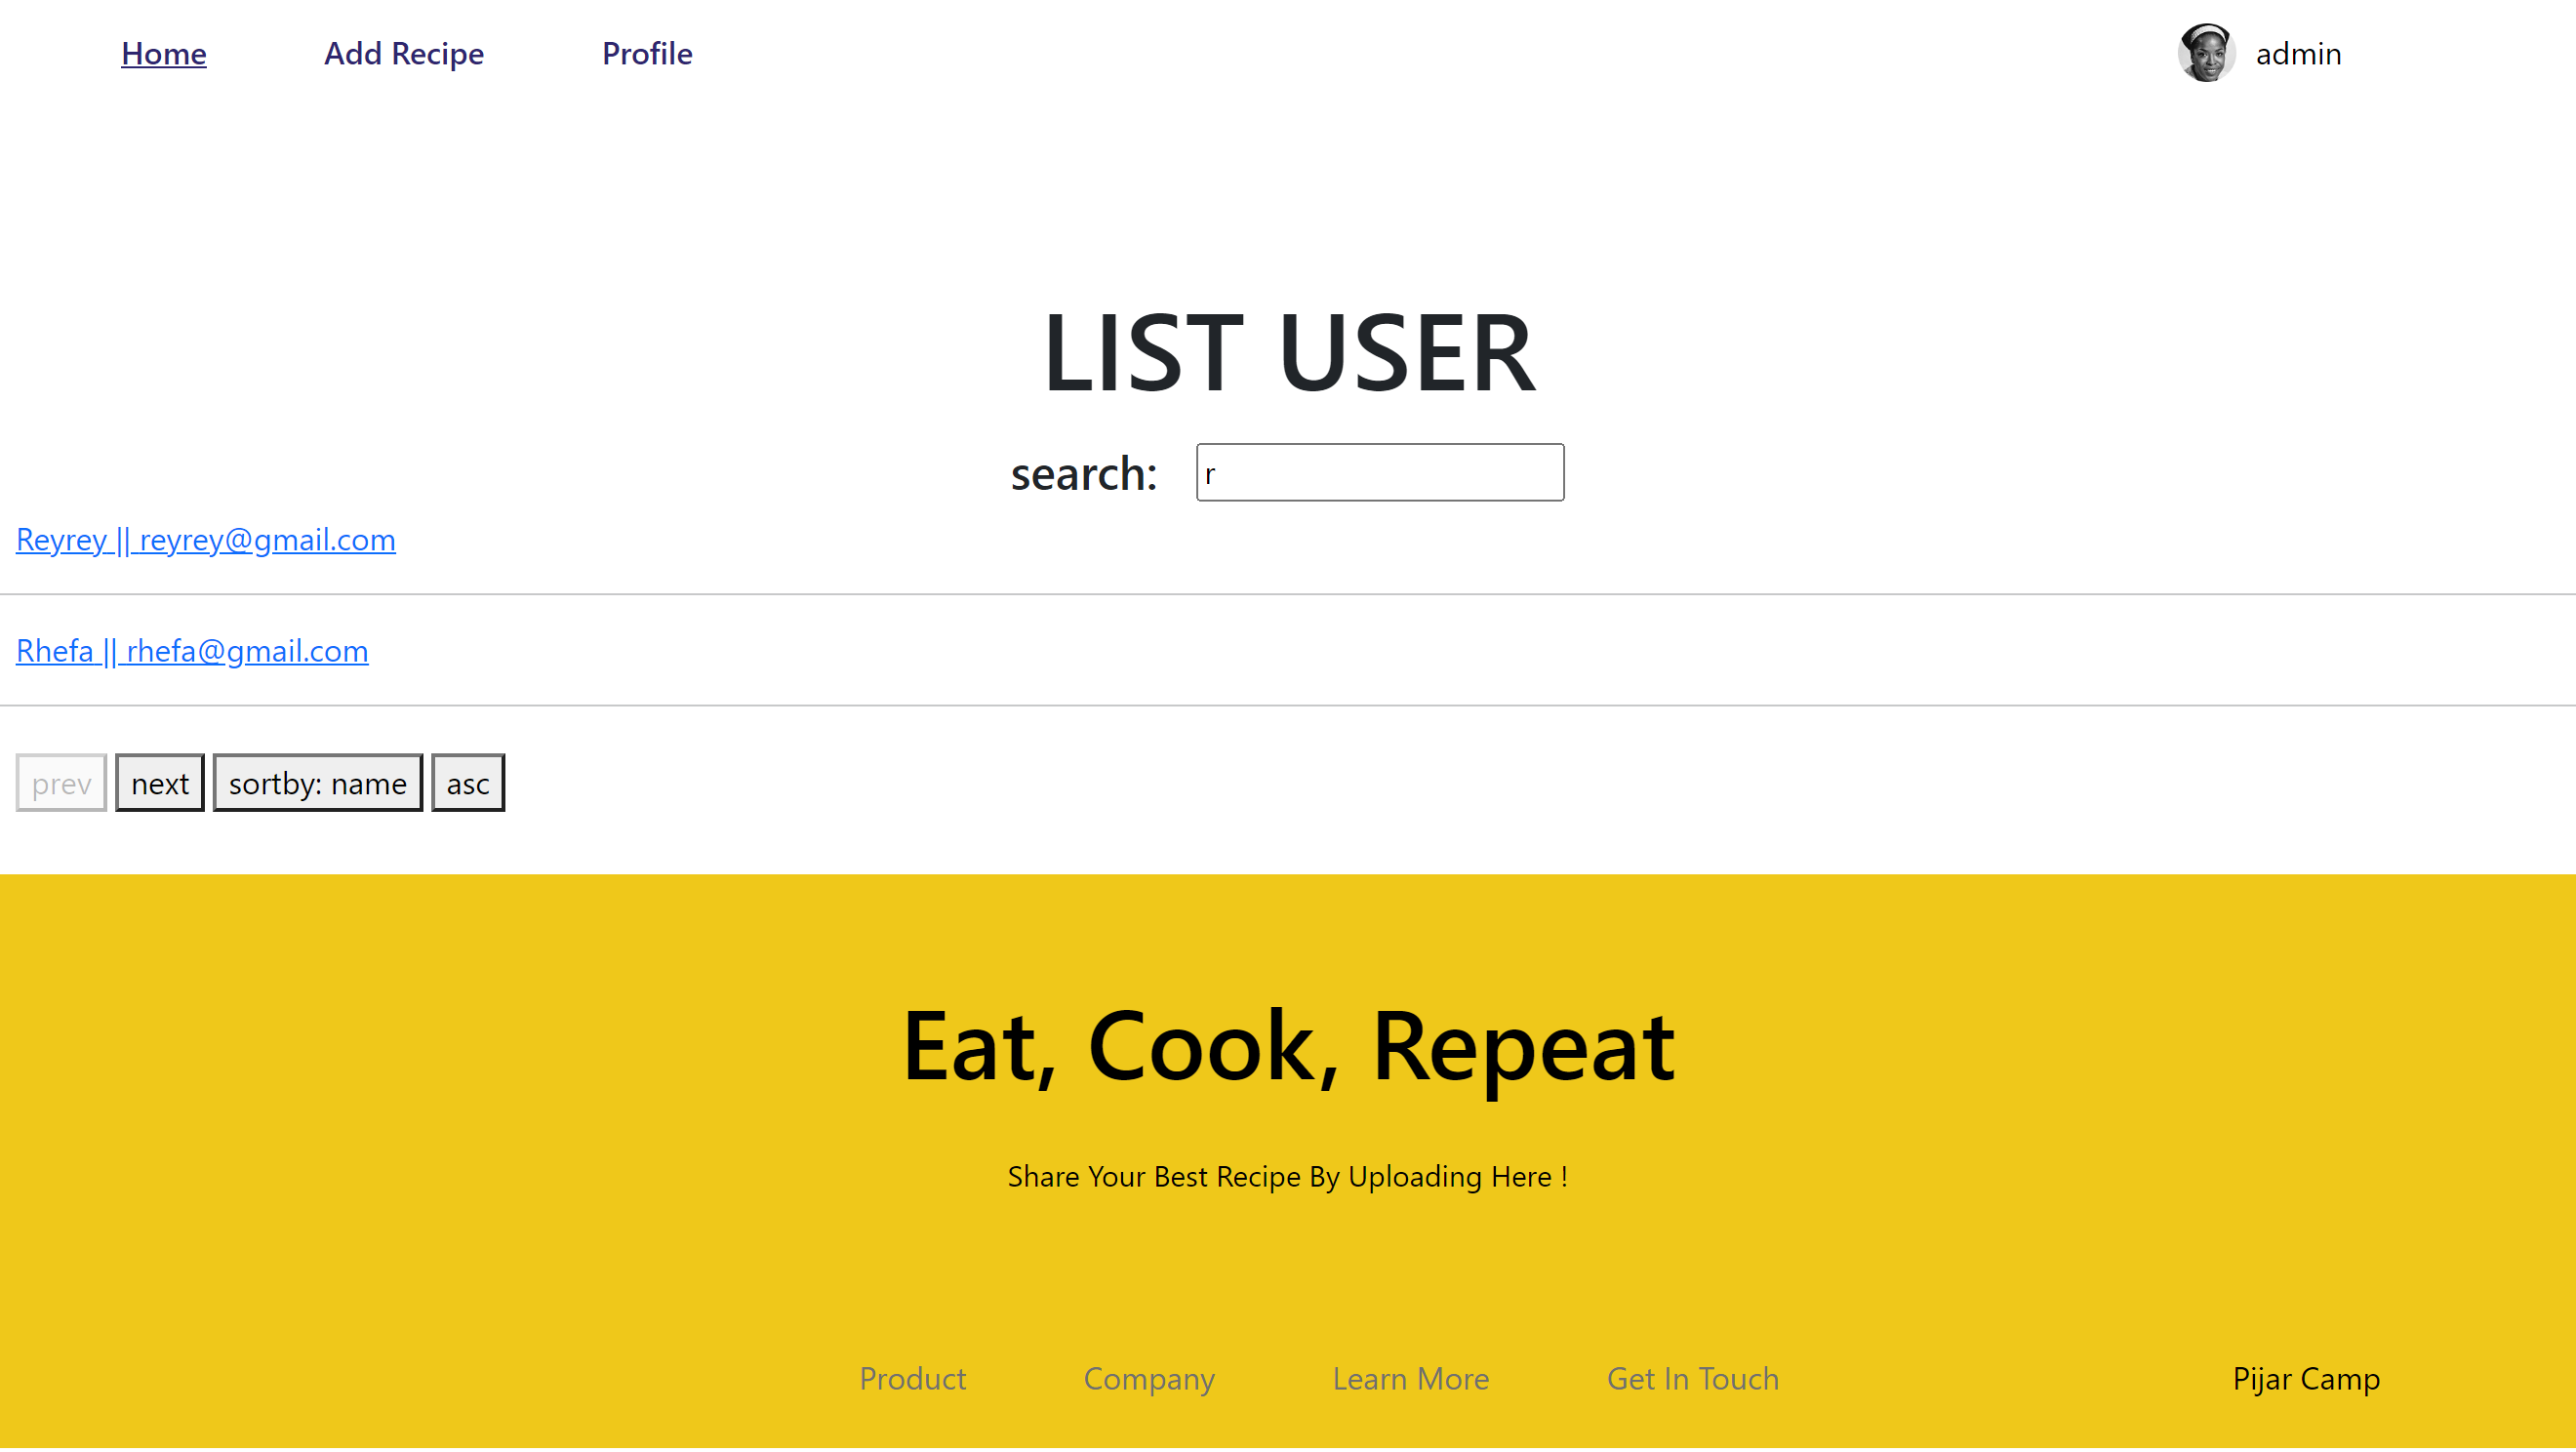 Home Add Recipe Profile admin
LIST USER
search: r
Reyrey || reyrey@gmail.com
Rhefa || rhefa@gmail.com
prev next sortby: name asc
Eat, Cook, Repeat
Share Your Best Recipe By Uploading Here !
Product Company Learn More Get In Touch Pijar Camp